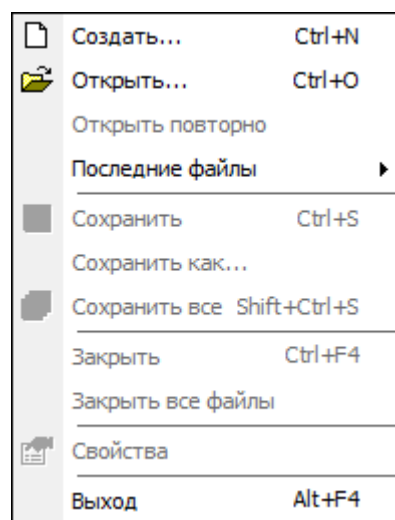 Создать... Ctrl+N
Открыть... Ctrl+O
Открыть повторно
Последние файлы
Сохранить Ctrl+S
Сохранить как...
Сохранить все Shift+Ctrl+S
Закрыть Ctrl+F4
Закрыть все файлы
Свойства
Выход Alt+F4